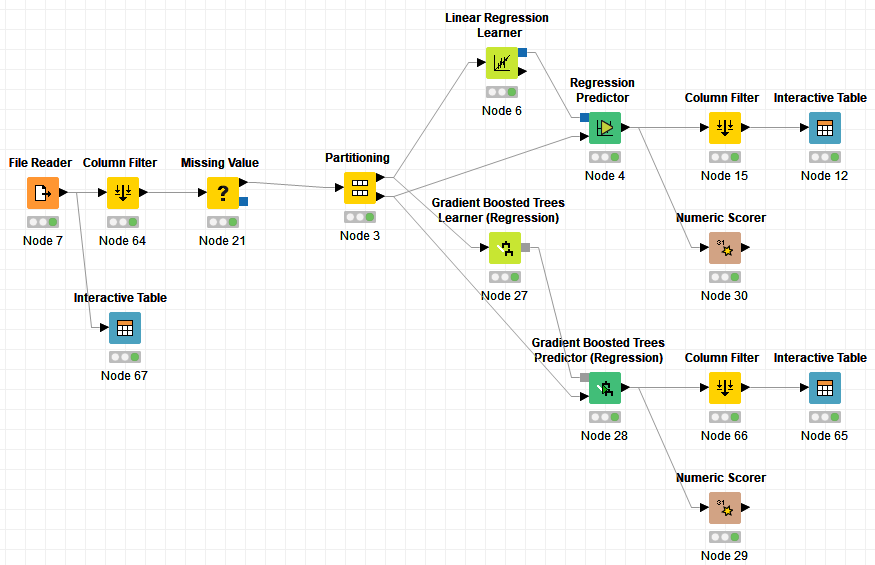 Linear Regression
Learner
Node 6
Regression
Predictor
Node 4
Column Filter
Node 15
Interactive Table
Node 12
File Reader
Node 7
Column Filter
Node 64
Missing Value
?
Node 21
Partitioning
Node 3
Gradient Boosted Trees
Learner (Regression)
Node 27
Numeric Scorer
31
Node 30
Interactive Table
Node 67
Gradient Boosted Trees
Predictor (Regression)
Node 28
Column Filter
Node 66
Interactive Table
Node 65
Numeric Scorer
31
Node 29